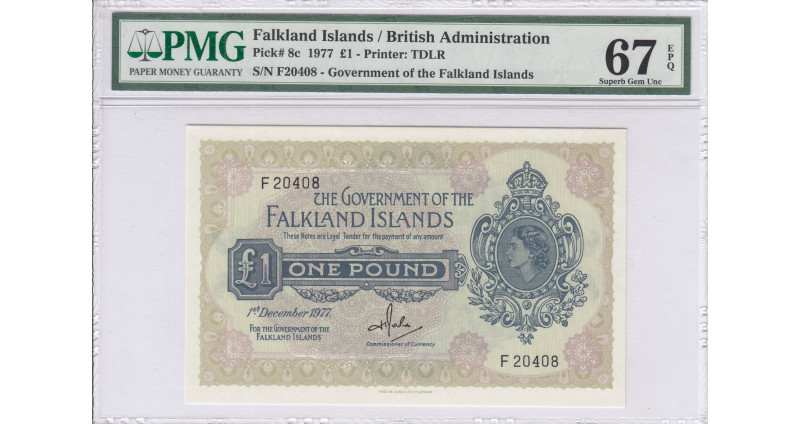 PMG
PAPER MONEY GUARANTY
Falkland Islands / British Administration
Pick# 8c 1977 £1 - Printer: TDLR
S/N F20408 - Government of the Falkland Islands
67 EPQ
Superb Gem Unc
F 20408
THE GOVERNMENT OF THE
FALKLAND ISLANDS
These Notes are Legal Tender for the payment of any amount
£1 ONE POUND
1st December 1977.
FOR THE GOVERNMENT OF THE
FALKLAND ISLANDS
Commissioner of Currency
F 20408